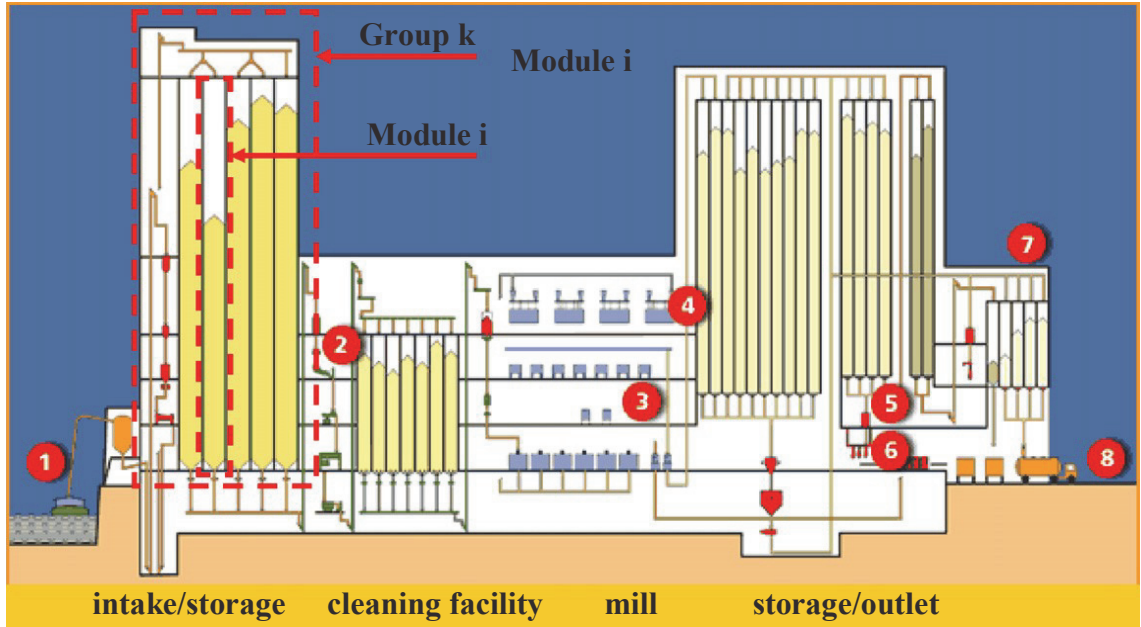 Group k
Module i
Module i
7
4
2
3
5
1
6
8
intake/storage cleaning facility mill storage/outlet